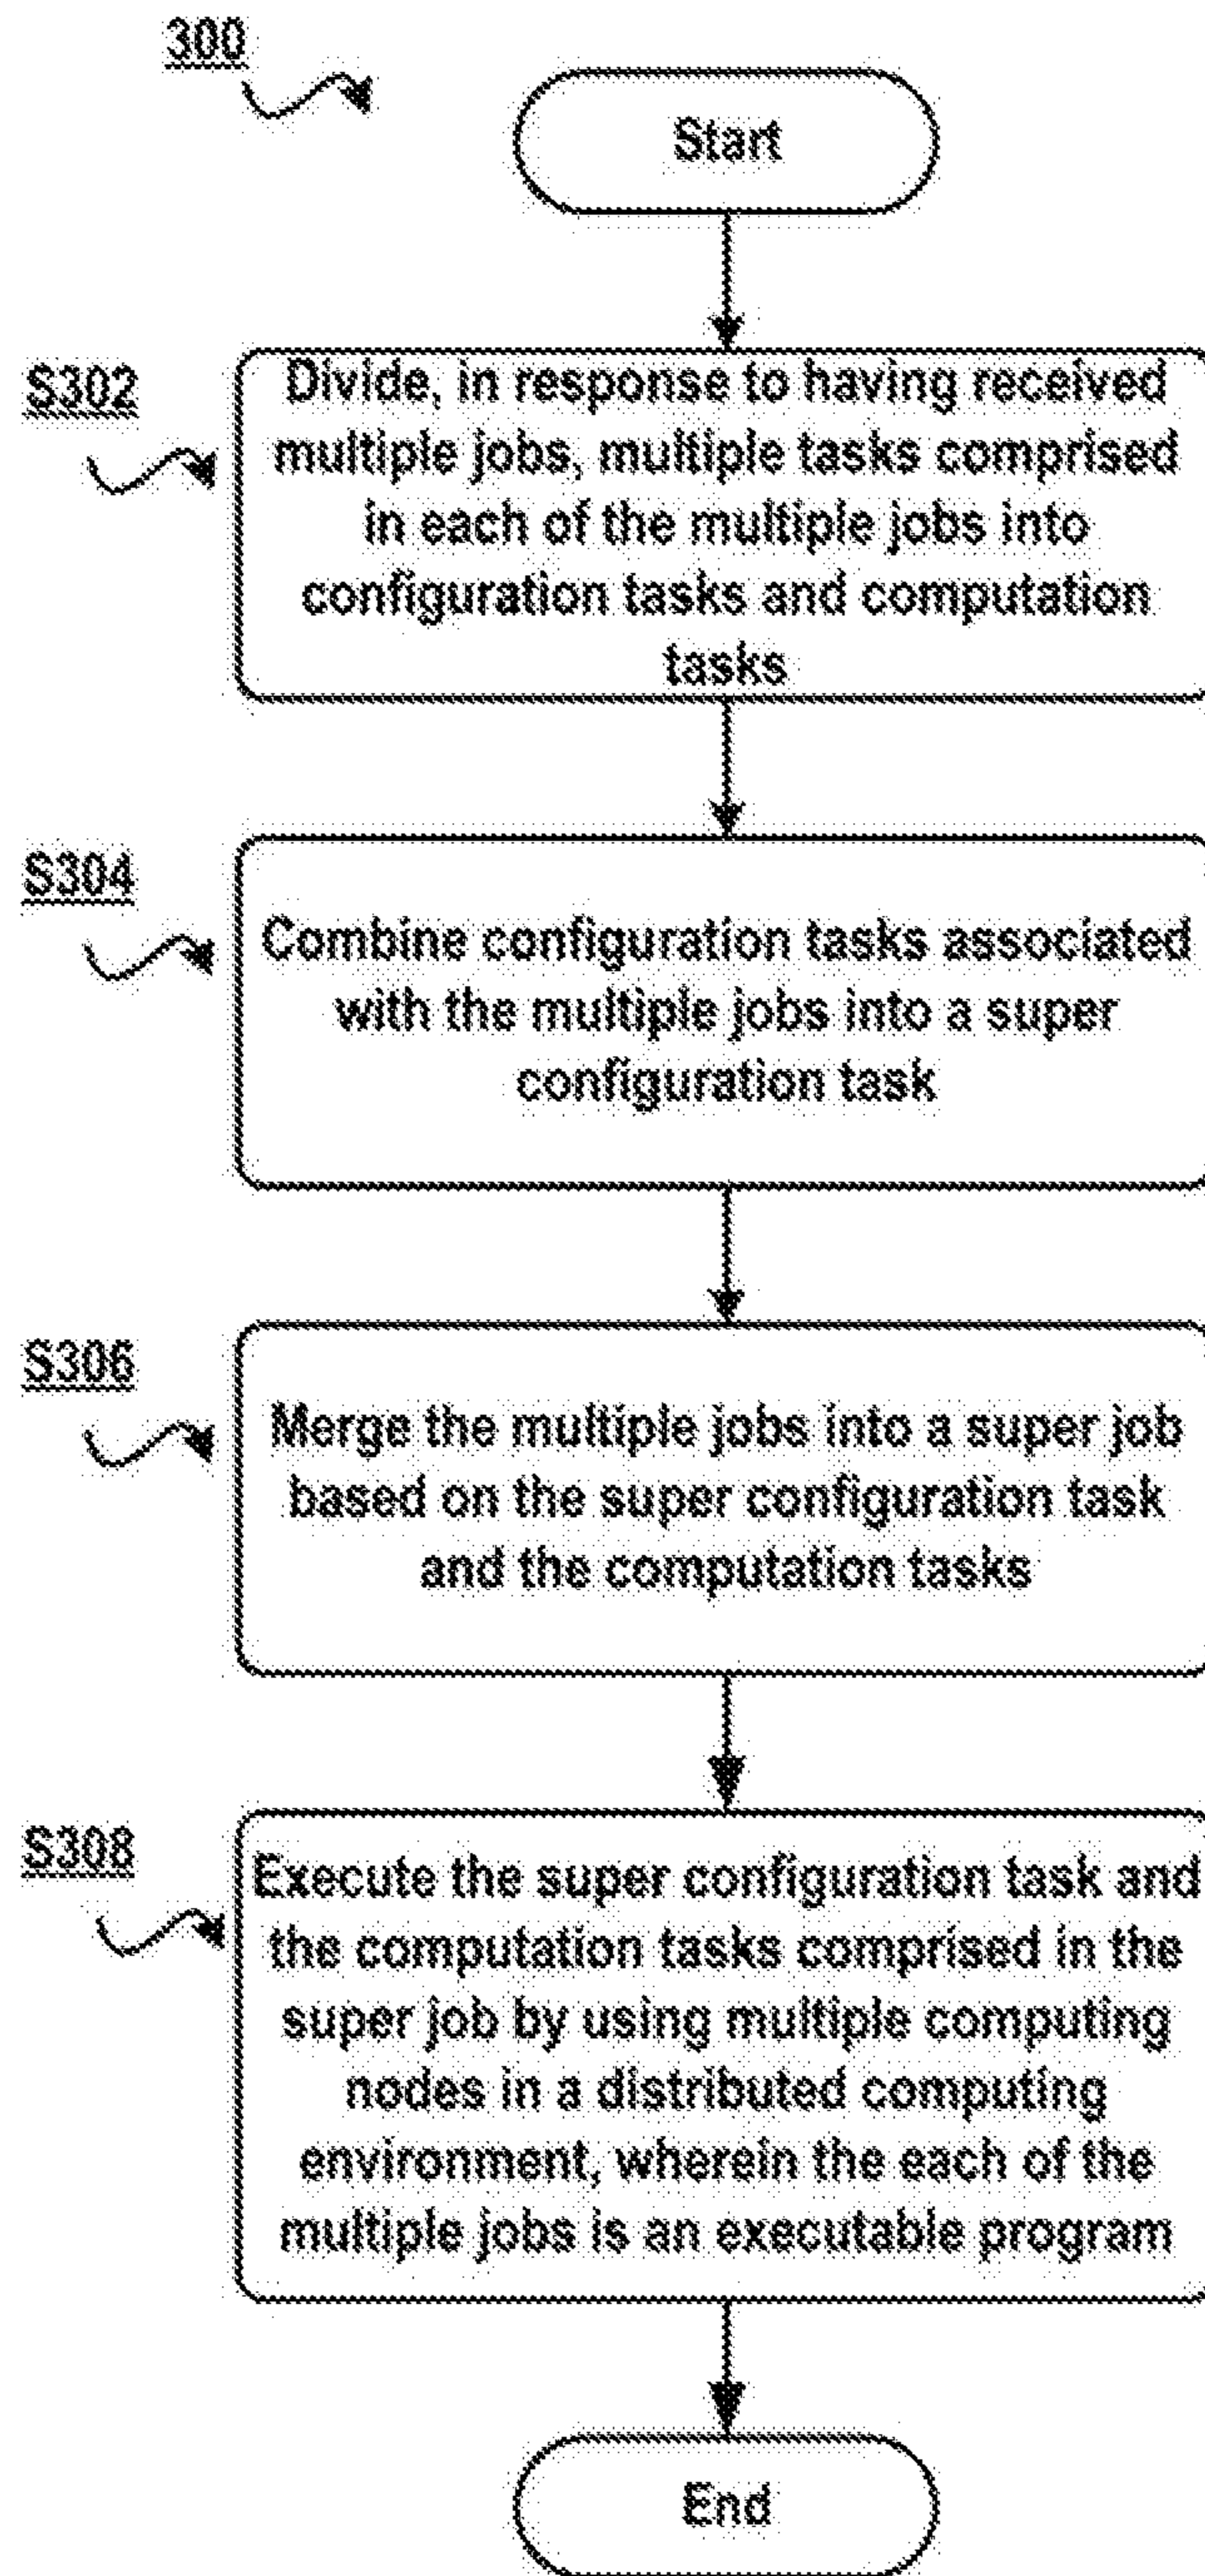 300
Start
S302
Divide, in response to having received
multiple jobs, multiple tasks comprised
in each of the multiple jobs into
configuration tasks and computation
tasks
S304
Combine configuration tasks associated
with the multiple jobs into a super
configuration task
S306
Merge the multiple jobs into a super job
based on the super configuration task
and the computation tasks
S308
Execute the super configuration task and
the computation tasks comprised in the
super job by using multiple computing
nodes in a distributed computing
environment, wherein the each of the
multiple jobs is an executable program
End